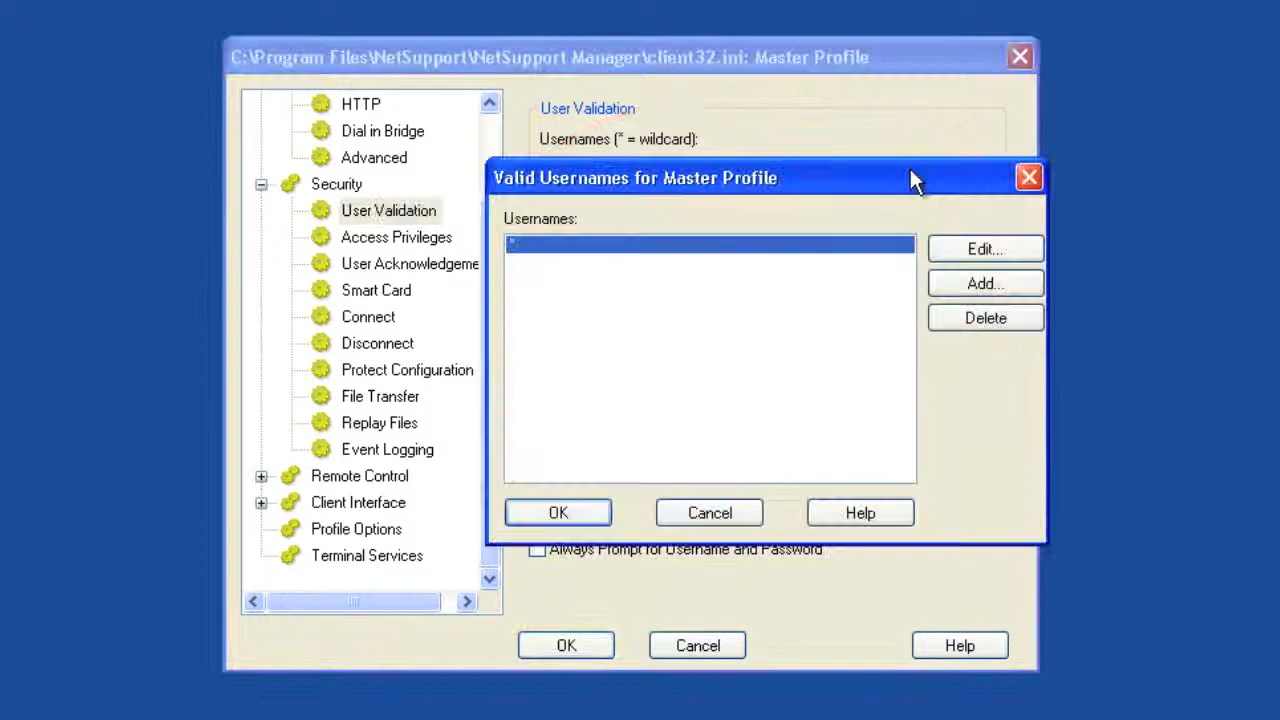 C:\Program Files\NetSupport\NetSupport Manager\client32.ini: Master Profile
HTTP
Dial in Bridge
Advanced
Security
User Validation
Access Privileges
User Acknowledgeme
Smart Card
Connect
Disconnect
Protect Configuration
File Transfer
Replay Files
Event Logging
Remote Control
Client Interface
Profile Options
Terminal Services
User Validation
Usernames (* = wildcard):
Valid Usernames for Master Profile
Usernames:
*
Edit...
Add...
Delete
OK
Cancel
Help
Always Prompt for Username and Password
OK
Cancel
Help